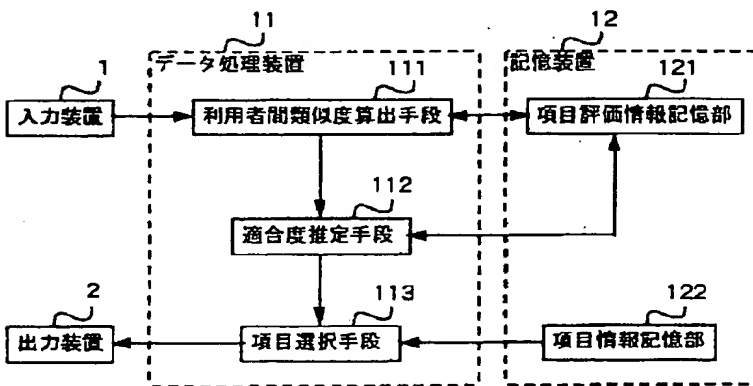 11
12
データ処理装置
記憶装置
1
111
121
入力装置
利用者間類似度算出手段
項目評価情報記憶部
112
適合度推定手段
2
113
122
出力装置
項目選択手段
項目情報記憶部